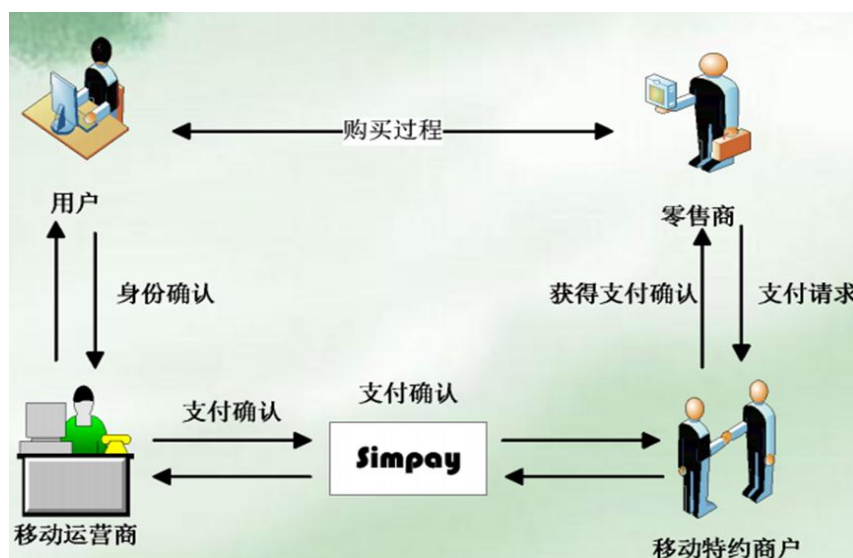 购买过程
用户
零售商
身份确认
获得支付确认
支付请求
支付确认
支付确认
Simpay
移动运营商
移动特约商户